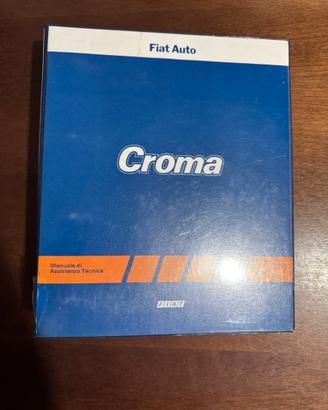 Fiat Auto
Croma
Manuale di
Assistenza Tecnica
FIAT